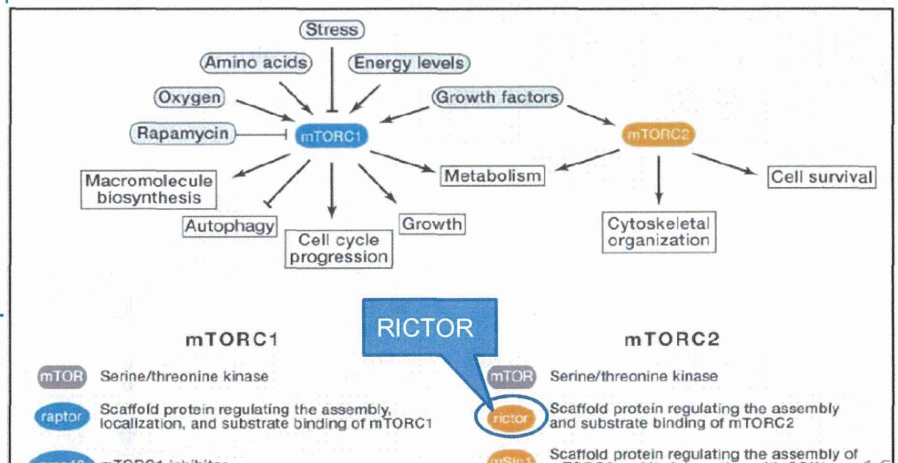 Stress
Amino acids
Energy levels
Oxygen
Growth factors
Rapamycin
mTORC1
mTORC2
Macromolecule
biosynthesis
Metabolism
Cell survival
Autophagy
Growth
Cell cycle
progression
Cytoskeletal
organization
RICTOR
mTORC1
mTORC2
mTOR Serine/threonine kinase
mTOR Serine/threonine kinase
raptor
Scaffold protein regulating the assembly,
localization, and substrate binding of mTORC1
rictor
Scaffold protein regulating the assembly
and substrate binding of mTORC2
mTORC1 inhibitor
mSin1
Scaffold protein regulating the assembly of